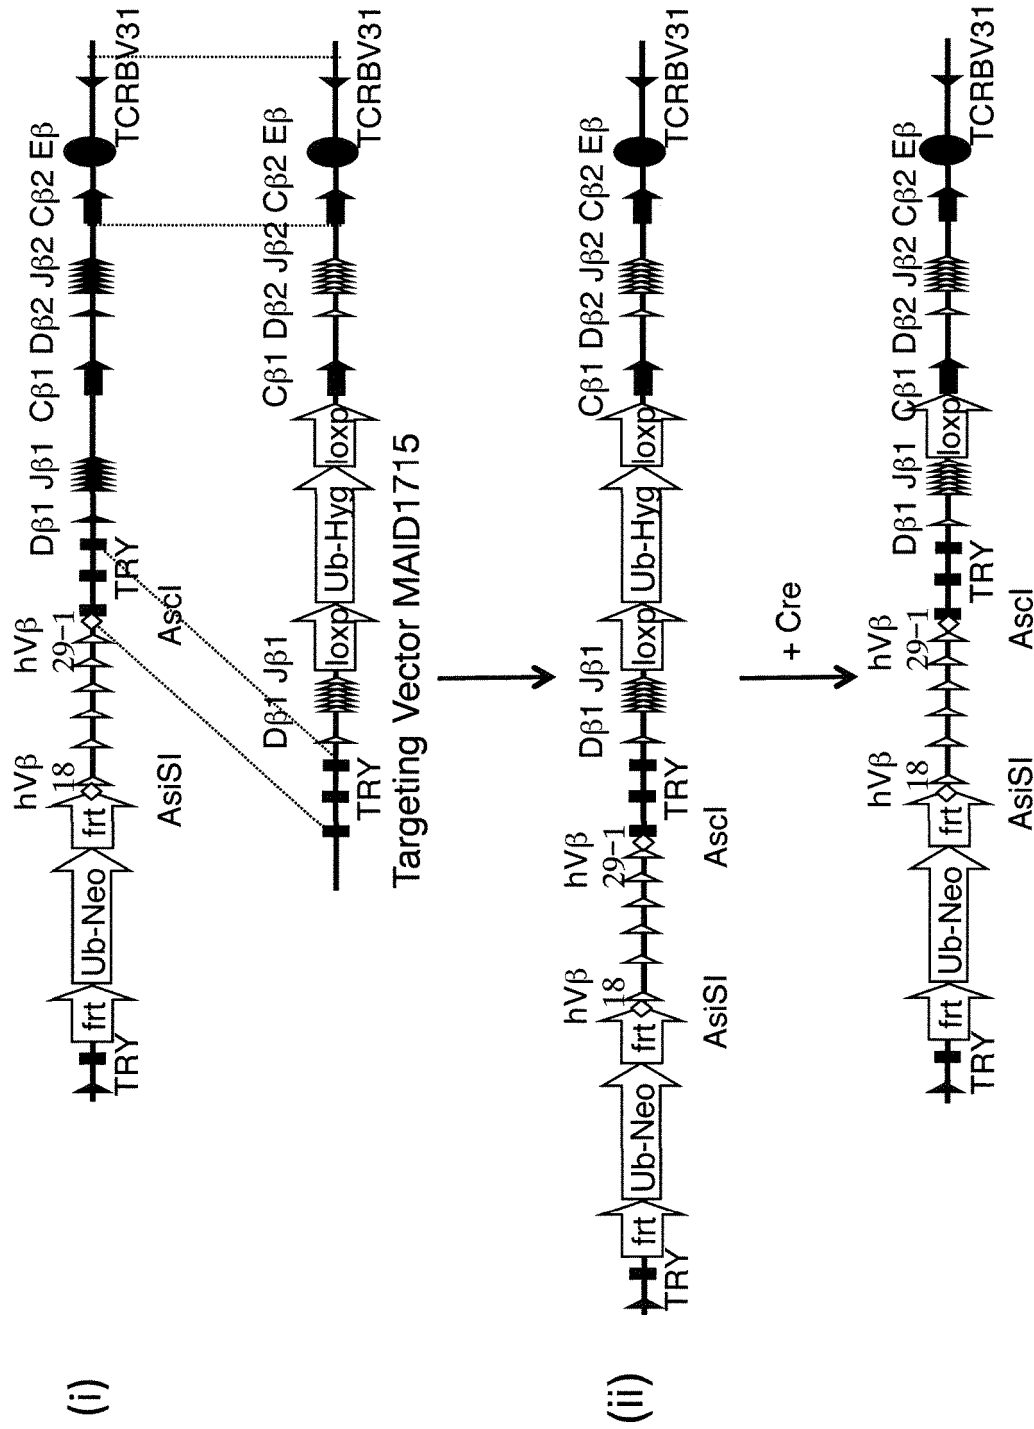 (i)
TRY
frt
Ub-Neo
frt
AsiSI
hVβ
18
hVβ
29-1
AscI
TRY
Dβ1 Jβ1
Cβ1
Dβ2 Jβ2
Cβ2 Eβ
TCRBV31
TRY
Dβ1 Jβ1
loxp
Ub-Hyg
loxp
Cβ1
Dβ2 Jβ2
Cβ2 Eβ
TCRBV31
Targeting Vector MAID1715
(ii)
TRY
frt
Ub-Neo
frt
AsiSI
hVβ
18
hVβ
29-1
AscI
TRY
Dβ1 Jβ1
loxp
Ub-Hyg
loxp
Cβ1 Dβ2 Jβ2 Cβ2 Eβ
TCRBV31
+ Cre
TRY
frt
Ub-Neo
frt
AsiSI
hVβ
18
hVβ
29-1
AscI
TRY
Dβ1 Jβ1
loxp
Cβ1 Dβ2 Jβ2 Cβ2 Eβ
TCRBV31